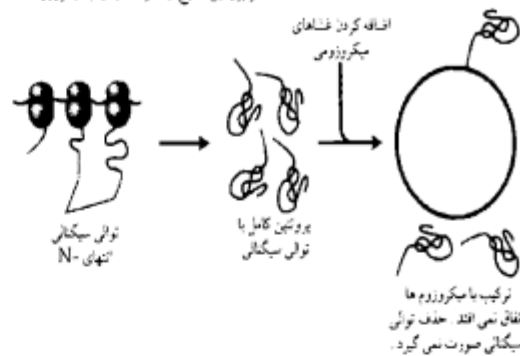 اضافه کردن غشاهای
میکروزومی
توالی سیگنالی
انتهای -N
پروتئین کامل با
توالی سیگنالی
ترکیب با میکروزوم ها
اتفاق نمی افتد . حذف توالی
سیگنالی صورت نمی گیرد .